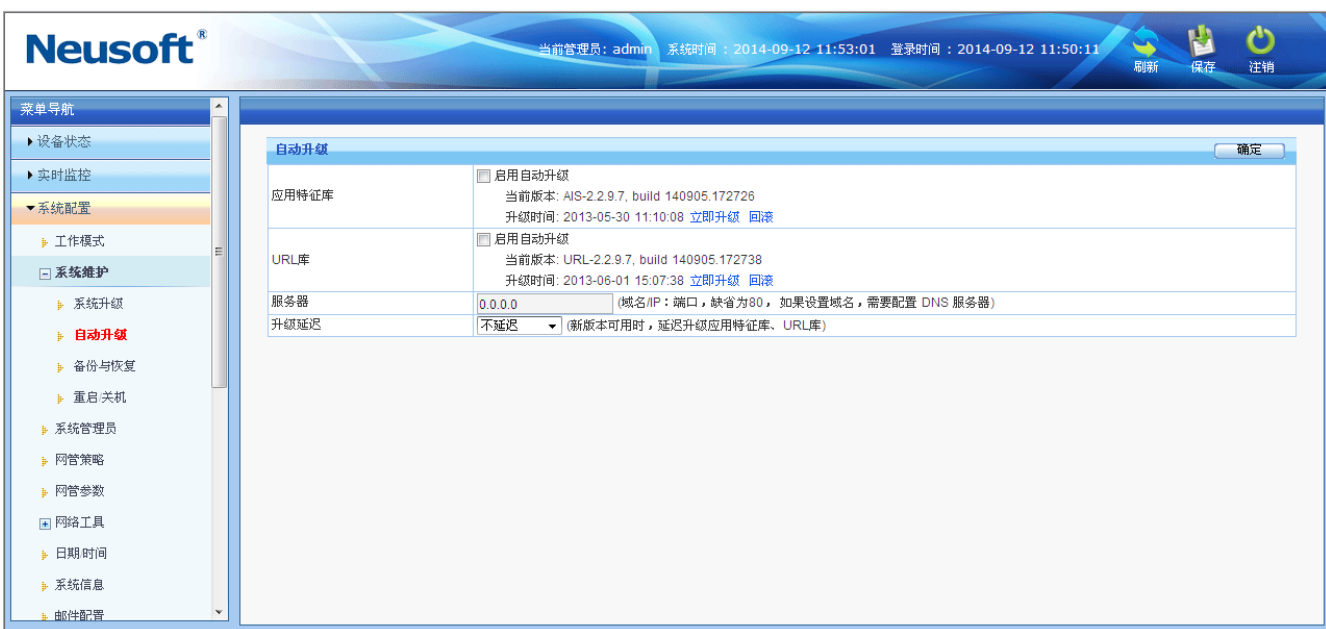 Neusoft®
当前管理员: admin 系统时间 : 2014-09-12 11:53:01 登录时间 : 2014-09-12 11:50:11
刷新 保存 注销
菜单导航
设备状态
实时监控
系统配置
工作模式
系统维护
系统升级
自动升级
备份与恢复
重启/关机
系统管理员
网管策略
网管参数
网络工具
日期/时间
系统信息
邮件配置
自动升级 确定
应用特征库
启用自动升级
当前版本: AIS-2.2.9.7, build 140905.172726
升级时间: 2013-05-30 11:10:08 立即升级 回滚
URL库
启用自动升级
当前版本: URL-2.2.9.7, build 140905.172738
升级时间: 2013-06-01 15:07:38 立即升级 回滚
服务器 0.0.0.0 (域名/IP：端口，缺省为80，如果设置域名，需要配置 DNS 服务器)
升级延迟 不延迟 (新版本可用时，延迟升级应用特征库、URL库)